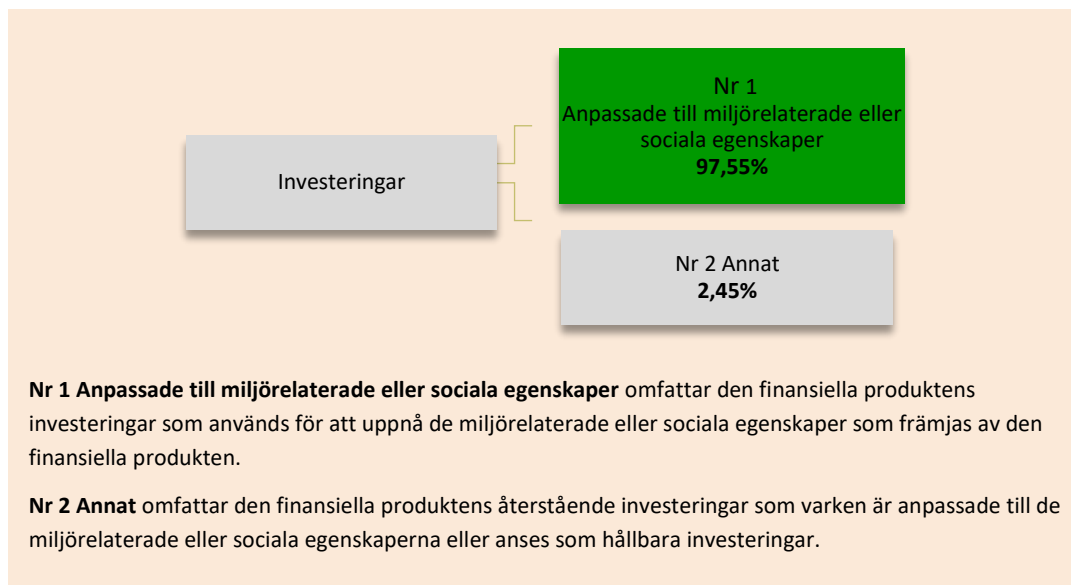 Nr 1
Anpassade till miljörelaterade eller
sociala egenskaper
97,55%
Investeringar
Nr 2 Annat
2,45%
Nr 1 Anpassade till miljörelaterade eller sociala egenskaper omfattar den finansiella produktens
investeringar som används för att uppnå de miljörelaterade eller sociala egenskaper som främjas av den
finansiella produkten.
Nr 2 Annat omfattar den finansiella produktens återstående investeringar som varken är anpassade till de
miljörelaterade eller sociala egenskaperna eller anses som hållbara investeringar.